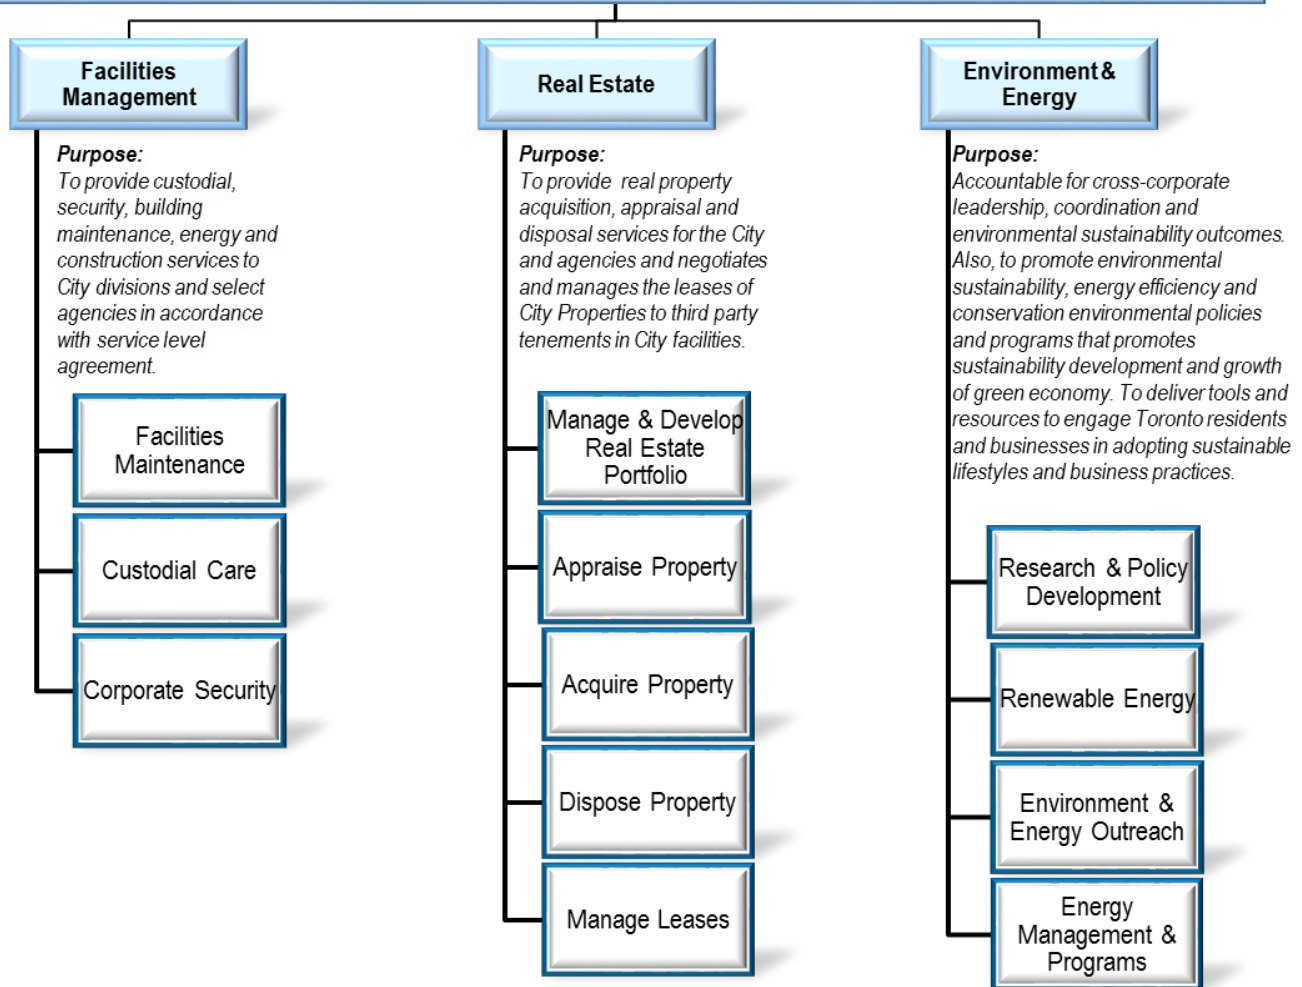 Facilities
Management
Purpose:
To provide custodial,
security, building
maintenance, energy and
construction services to
City divisions and select
agencies in accordance
with service level
agreement.
Facilities
Maintenance
Custodial Care
Corporate Security
Real Estate
Purpose:
To provide real property
acquisition, appraisal and
disposal services for the City
and agencies and negotiates
and manages the leases of
City Properties to third party
tenements in City facilities.
Manage & Develop
Real Estate
Portfolio
Appraise Property
Acquire Property
Dispose Property
Manage Leases
Environment &
Energy
Purpose:
Accountable for cross-corporate
leadership, coordination and
environmental sustainability outcomes.
Also, to promote environmental
sustainability, energy efficiency and
conservation environmental policies
and programs that promotes
sustainability development and growth
of green economy. To deliver tools and
resources to engage Toronto residents
and businesses in adopting sustainable
lifestyles and business practices.
Research & Policy
Development
Renewable Energy
Environment &
Energy Outreach
Energy
Management &
Programs